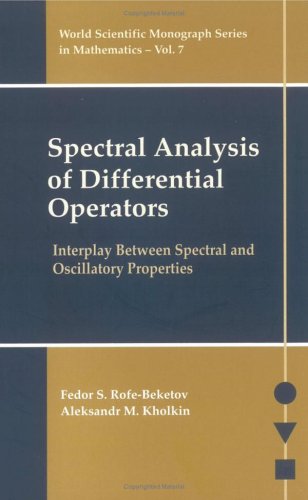 World Scientific Monograph Series
in Mathematics – Vol. 7
Spectral Analysis
of Differential
Operators
Interplay Between Spectral and
Oscillatory Properties
Fedor S. Rofe-Beketov
Aleksandr M. Kholkin